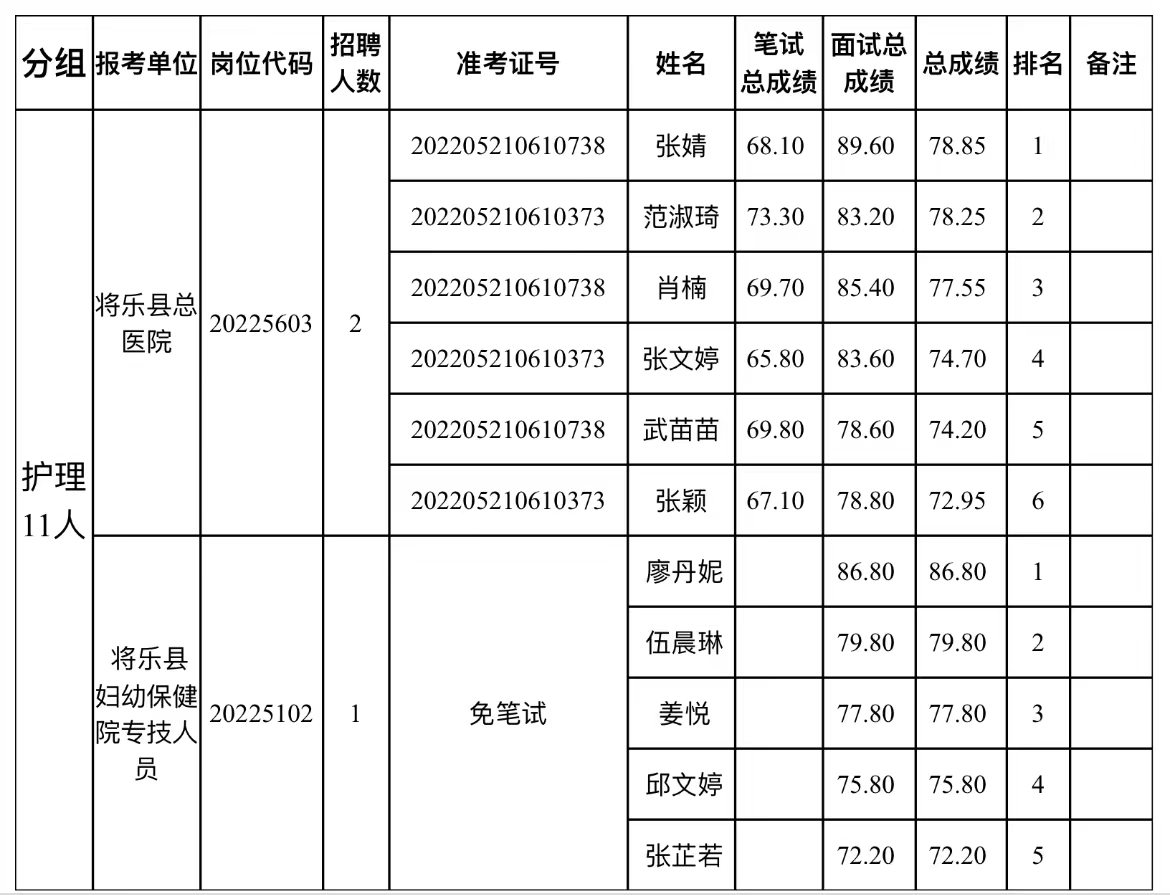 分组 报考单位 岗位代码 招聘人数 准考证号 姓名 笔试总成绩 面试总成绩 总成绩 排名 备注
护理
11人
将乐县总
医院
20225603
2
202205210610738 张婧 68.10 89.60 78.85 1
202205210610373 范淑琦 73.30 83.20 78.25 2
202205210610738 肖楠 69.70 85.40 77.55 3
202205210610373 张文婷 65.80 83.60 74.70 4
202205210610738 武苗苗 69.80 78.60 74.20 5
202205210610373 张颖 67.10 78.80 72.95 6
将乐县
妇幼保健
院专技人
员
20225102
1
免笔试
廖丹妮 86.80 86.80 1
伍晨琳 79.80 79.80 2
姜悦 77.80 77.80 3
邱文婷 75.80 75.80 4
张芷若 72.20 72.20 5